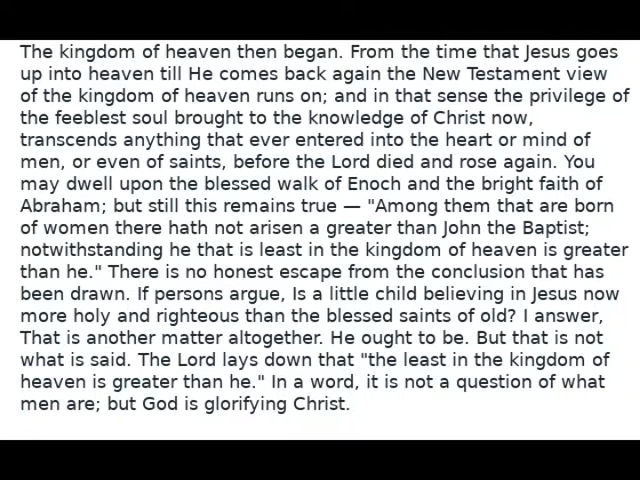 The kingdom of heaven then began. From the time that Jesus goes
up into heaven till He comes back again the New Testament view
of the kingdom of heaven runs on; and in that sense the privilege of
the feeblest soul brought to the knowledge of Christ now,
transcends anything that ever entered into the heart or mind of
men, or even of saints, before the Lord died and rose again. You
may dwell upon the blessed walk of Enoch and the bright faith of
Abraham; but still this remains true — "Among them that are born
of women there hath not arisen a greater than John the Baptist;
notwithstanding he that is least in the kingdom of heaven is greater
than he." There is no honest escape from the conclusion that has
been drawn. If persons argue, Is a little child believing in Jesus now
more holy and righteous than the blessed saints of old? I answer,
That is another matter altogether. He ought to be. But that is not
what is said. The Lord lays down that "the least in the kingdom of
heaven is greater than he." In a word, it is not a question of what
men are; but God is glorifying Christ.